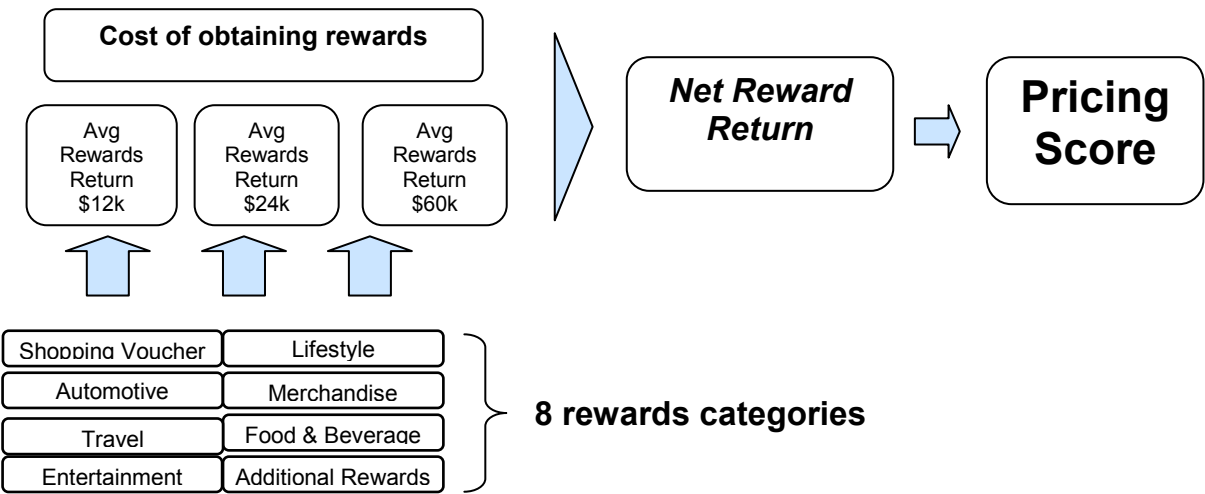 Cost of obtaining rewards
Avg
Rewards
Return
$12k
Avg
Rewards
Return
$24k
Avg
Rewards
Return
$60k
Net Reward
Return
Pricing
Score
Shopping Voucher
Lifestyle
Automotive
Merchandise
Travel
Food & Beverage
Entertainment
Additional Rewards
8 rewards categories